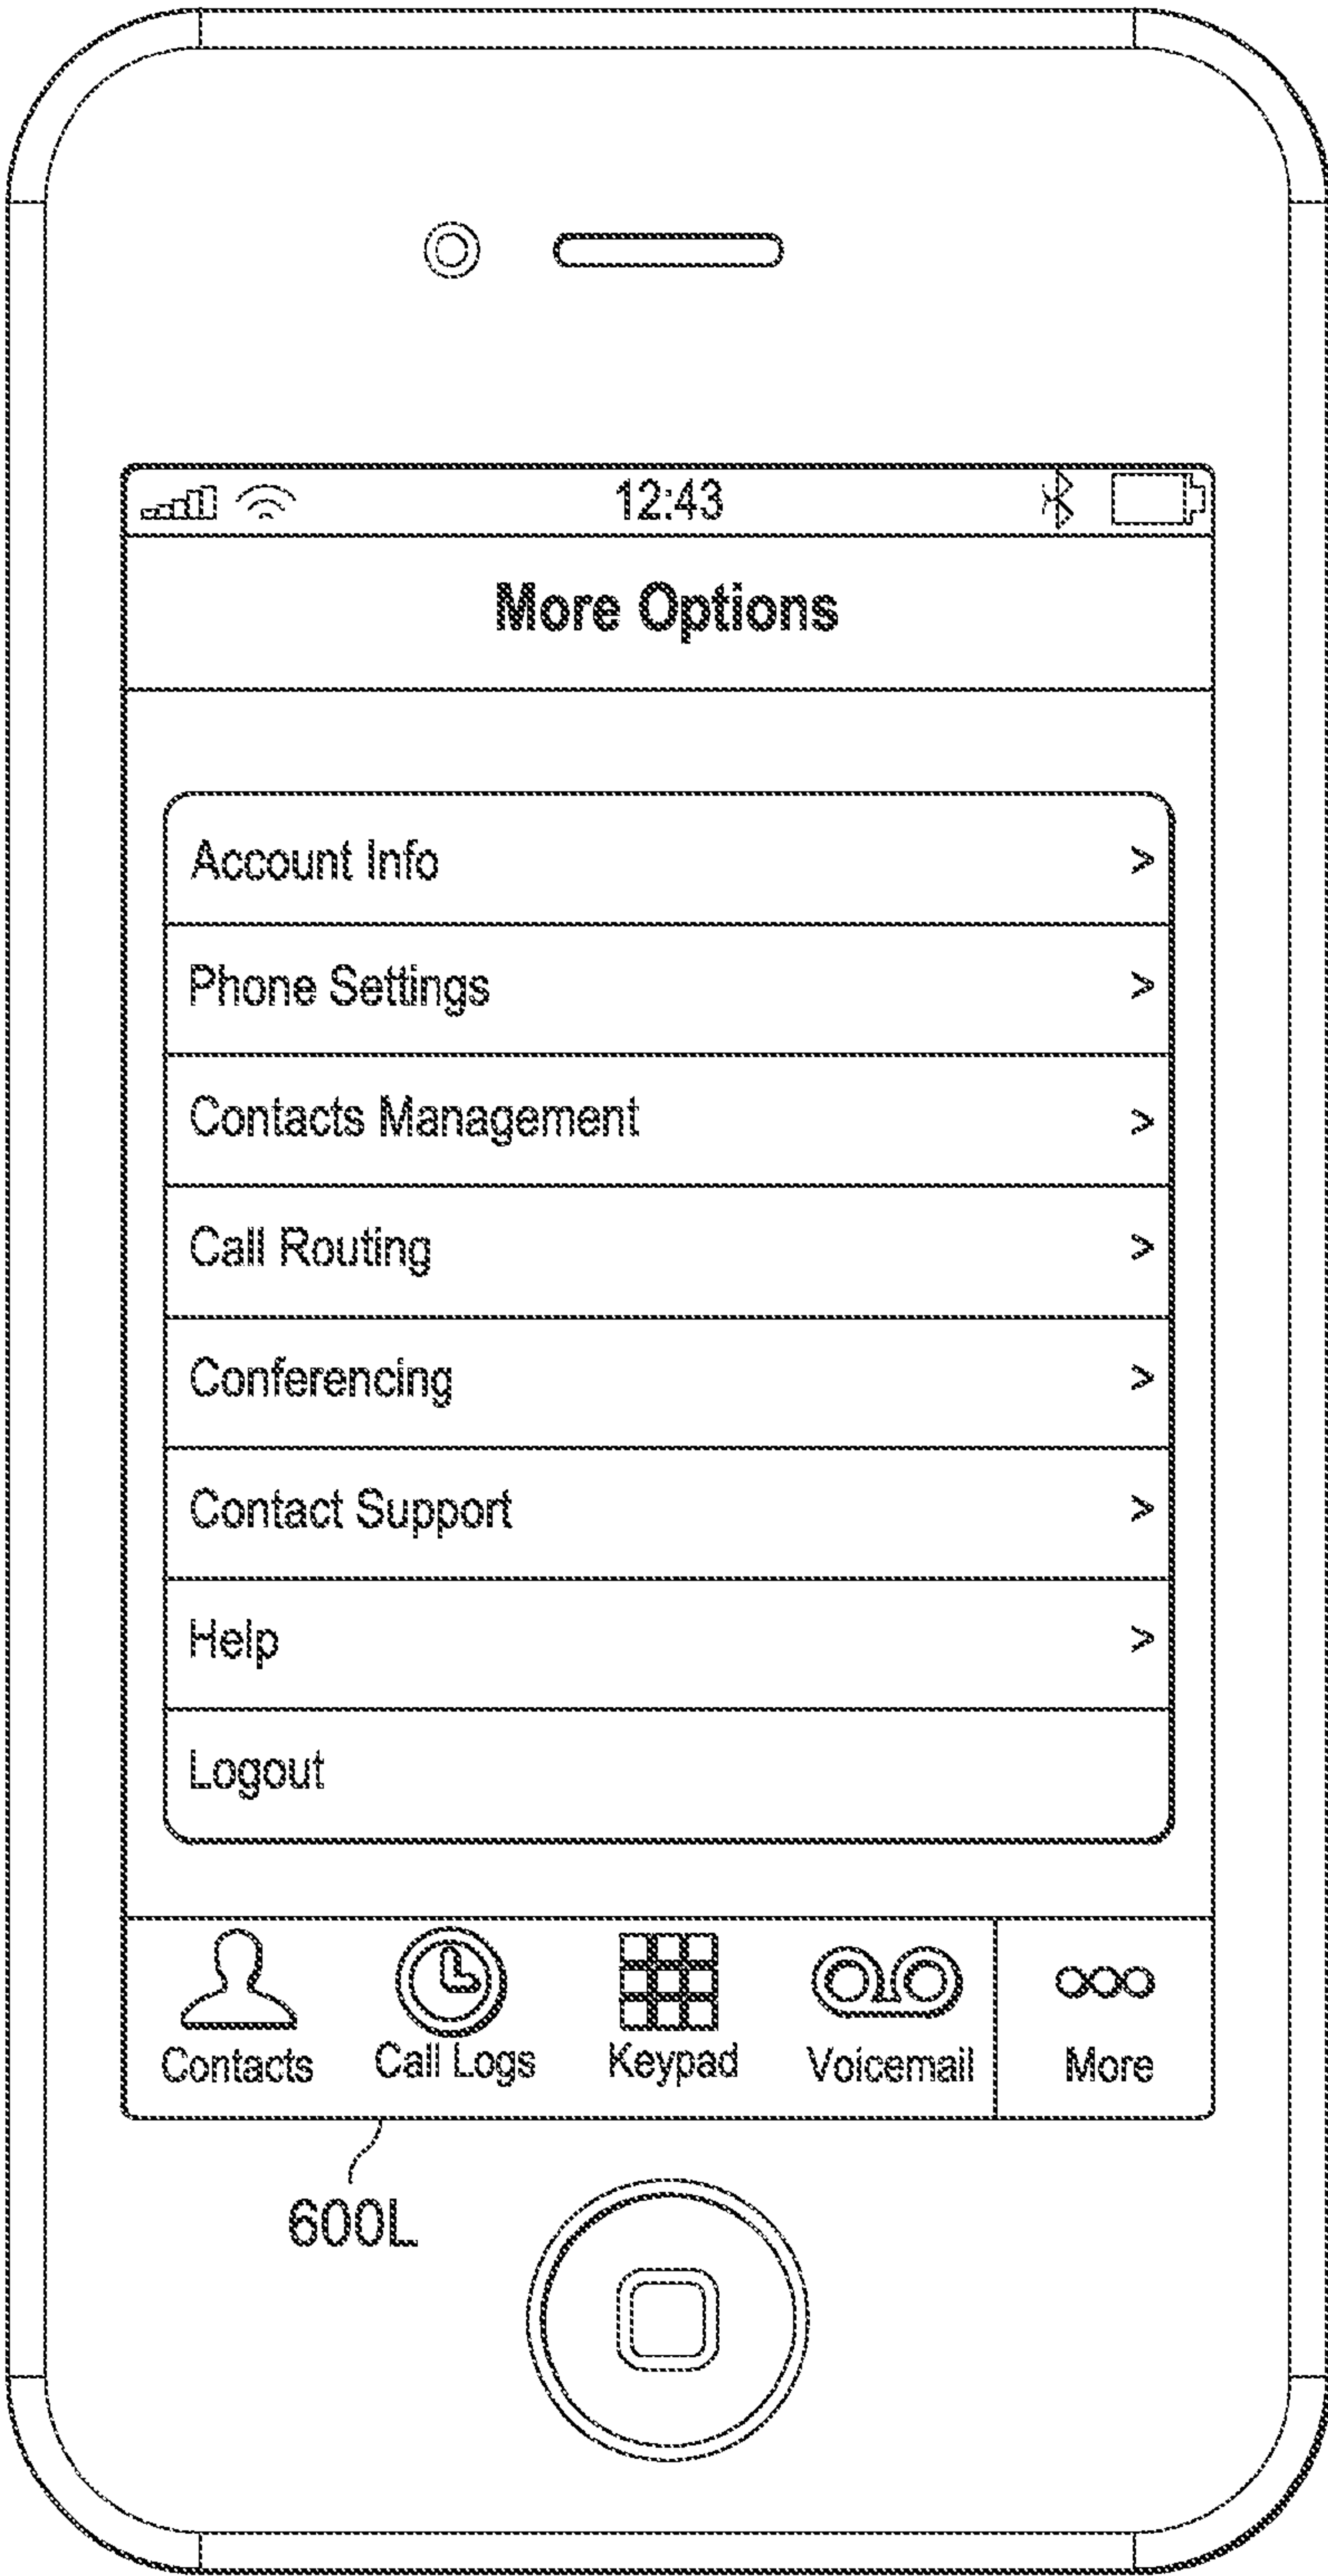 12:43
More Options
Account Info >
Phone Settings >
Contacts Management >
Call Routing >
Conferencing >
Contact Support >
Help >
Logout
Contacts Call Logs Keypad Voicemail More
600L